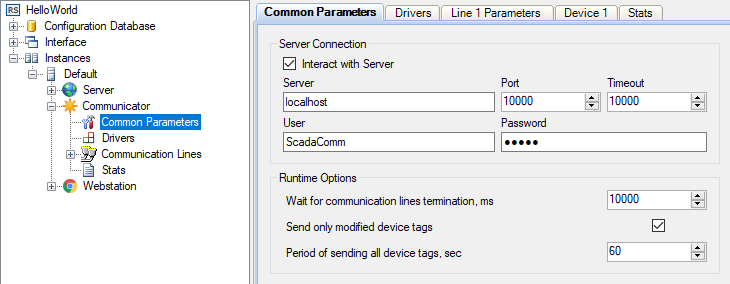 RS HelloWorld
Configuration Database
Interface
Instances
Default
Server
Communicator
Common Parameters
Drivers
Communication Lines
Stats
Webstation
Common Parameters Drivers Line 1 Parameters Device 1 Stats
Server Connection
Interact with Server
Server Port Timeout
localhost 10000 10000
User Password
ScadaComm ●●●●●
Runtime Options
Wait for communication lines termination, ms 10000
Send only modified device tags
Period of sending all device tags, sec 60